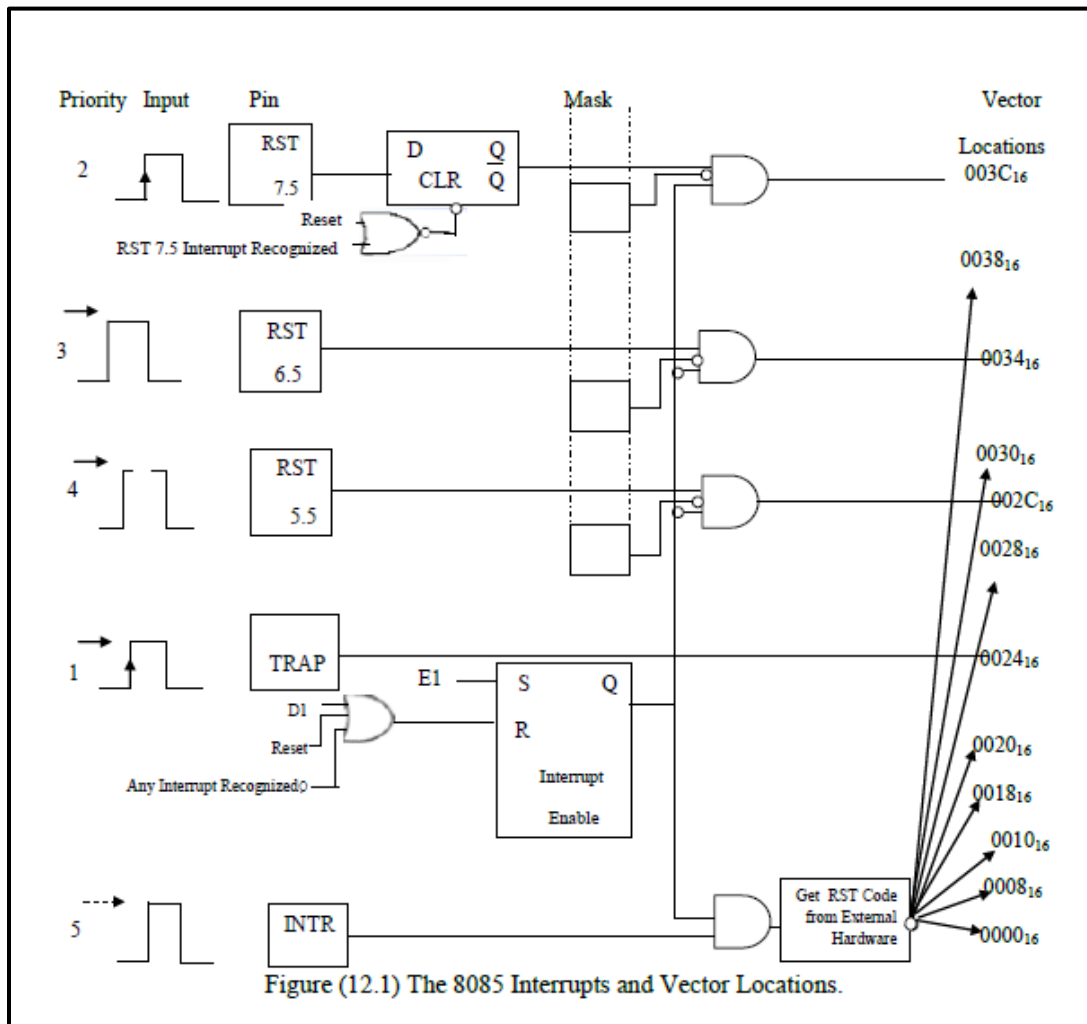 Priority Input Pin Mask Vector
Locations
2
RST
7.5
D Q
CLR Q
003C16
Reset
RST 7.5 Interrupt Recognized
003816
3
RST
6.5
003416
4
RST
5.5
003016
002C16
002816
1
TRAP
002416
E1
S Q
R
Interrupt
Enable
D1
Reset
Any Interrupt Recognized
002016
001816
001016
000816
000016
5
INTR
Get RST Code
from External
Hardware
Figure (12.1) The 8085 Interrupts and Vector Locations.